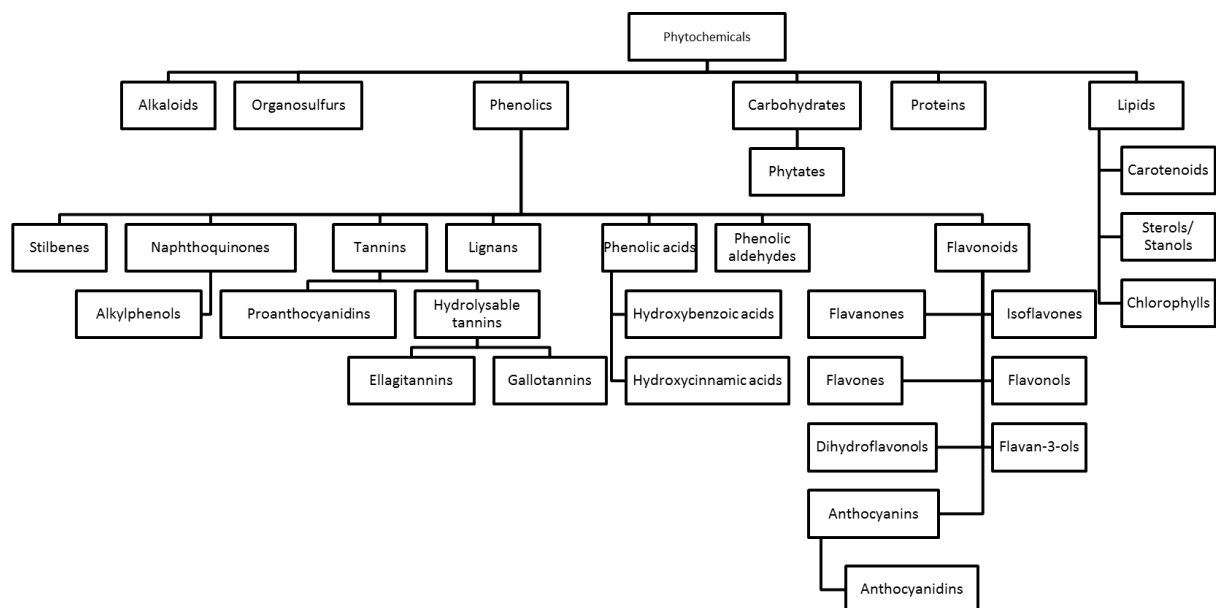 Phytochemicals
Alkaloids
Organosulfurs
Phenolics
Carbohydrates
Proteins
Lipids
Phytates
Carotenoids
Sterols/
Stanols
Chlorophylls
Stilbenes
Naphthoquinones
Tannins
Lignans
Phenolic acids
Phenolic
aldehydes
Flavonoids
Alkylphenols
Proanthocyanidins
Hydrolysable
tannins
Ellagitannins
Gallotannins
Hydroxybenzoic acids
Hydroxycinnamic acids
Flavanones
Isoflavones
Flavones
Flavonols
Dihydroflavonols
Flavan-3-ols
Anthocyanins
Anthocyanidins